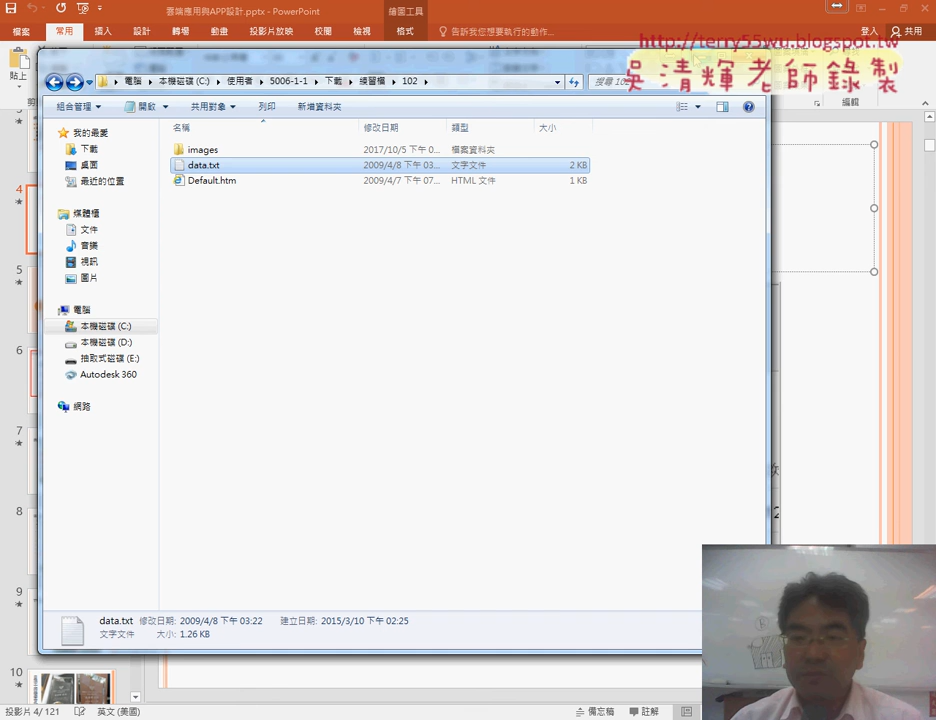 雲端應用與APP設計.pptx - PowerPoint
繪圖工具
檔案 常用 插入 設計 轉場 動畫 投影片放映 校閱 檢視 格式 告訴我您想要執行的動作... 登入 共用
http://terry55wu.blogspot.tw
吳清輝老師錄製
貼上
編輯
電腦 本機磁碟 (C:) 使用者 5006-1-1 下載 練習檔 102
搜尋 102
組合管理 開啟 共用對象 列印 新增資料夾
名稱 修改日期 類型 大小
images 2017/10/5 下午 0... 檔案資料夾
data.txt 2009/4/8 下午 03... 文字文件 2 KB
Default.htm 2009/4/7 下午 07... HTML 文件 1 KB
我的最愛
下載
桌面
最近的位置
媒體櫃
文件
音樂
視訊
圖片
電腦
本機磁碟 (C:)
本機磁碟 (D:)
抽取式磁碟 (E:)
Autodesk 360
網路
4
5
6
7
8
9
10
data.txt 修改日期: 2009/4/8 下午 03:22 建立日期: 2015/3/10 下午 02:25
文字文件 大小: 1.26 KB
投影片 4/121 英文 (美國) 備忘稿 註解